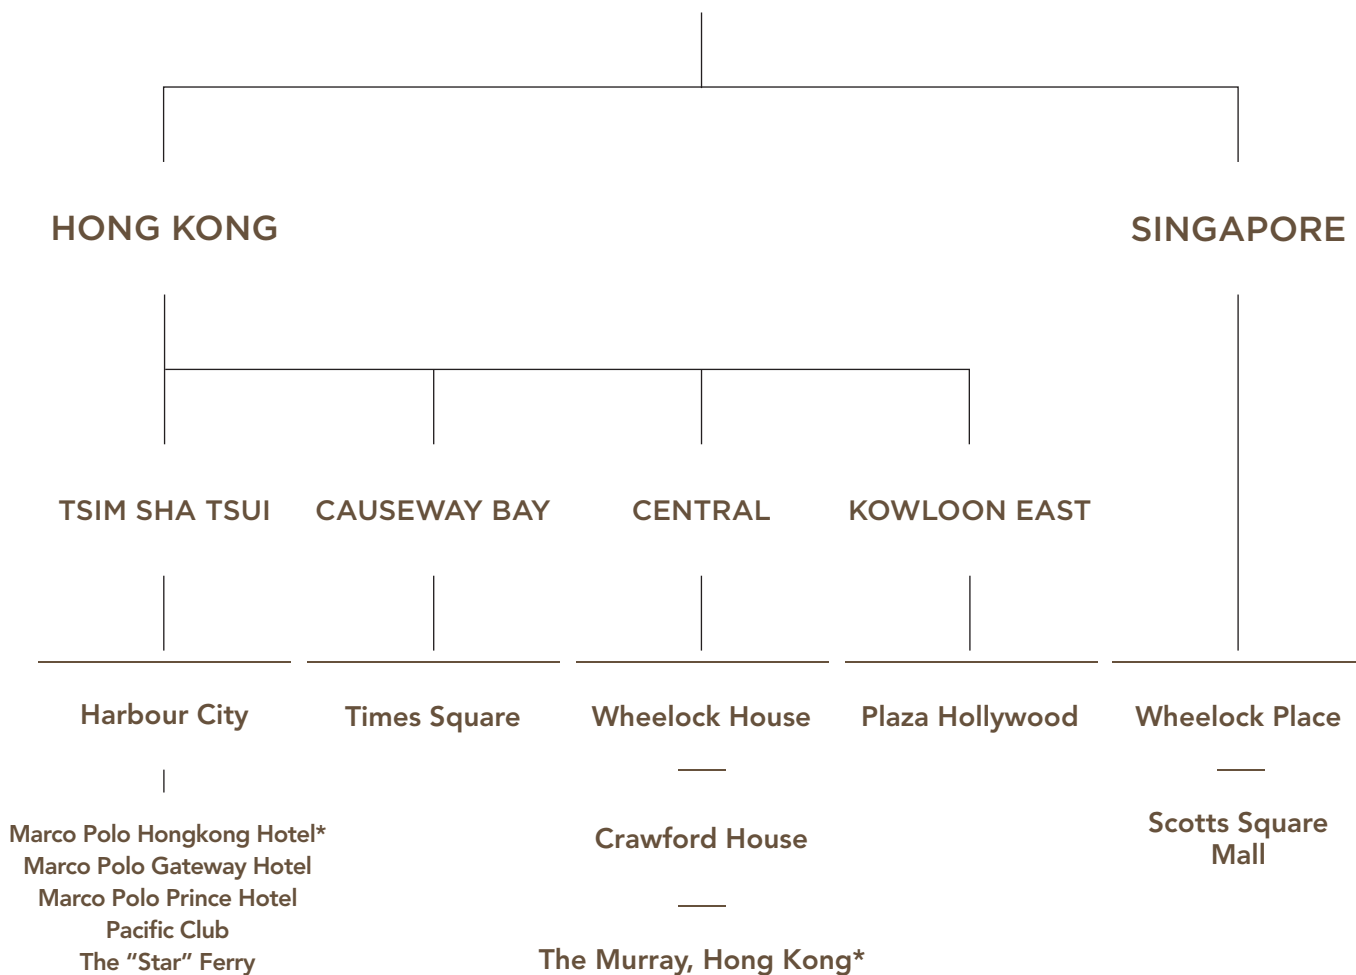 HONG KONG
SINGAPORE
TSIM SHA TSUI
CAUSEWAY BAY
CENTRAL
KOWLOON EAST
Harbour City
Times Square
Wheelock House
Plaza Hollywood
Wheelock Place
Marco Polo Hongkong Hotel*
Marco Polo Gateway Hotel
Marco Polo Prince Hotel
Pacific Club
The “Star” Ferry
Crawford House
The Murray, Hong Kong*
Scotts Square
Mall